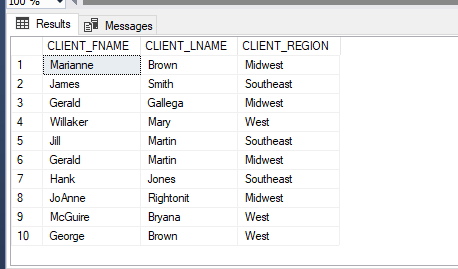 100 %
Results Messages
CLIENT_FNAME CLIENT_LNAME CLIENT_REGION
1 Marianne Brown Midwest
2 James Smith Southeast
3 Gerald Gallega Midwest
4 Willaker Mary West
5 Jill Martin Southeast
6 Gerald Martin Midwest
7 Hank Jones Southeast
8 JoAnne Rightonit Midwest
9 McGuire Bryana West
10 George Brown West